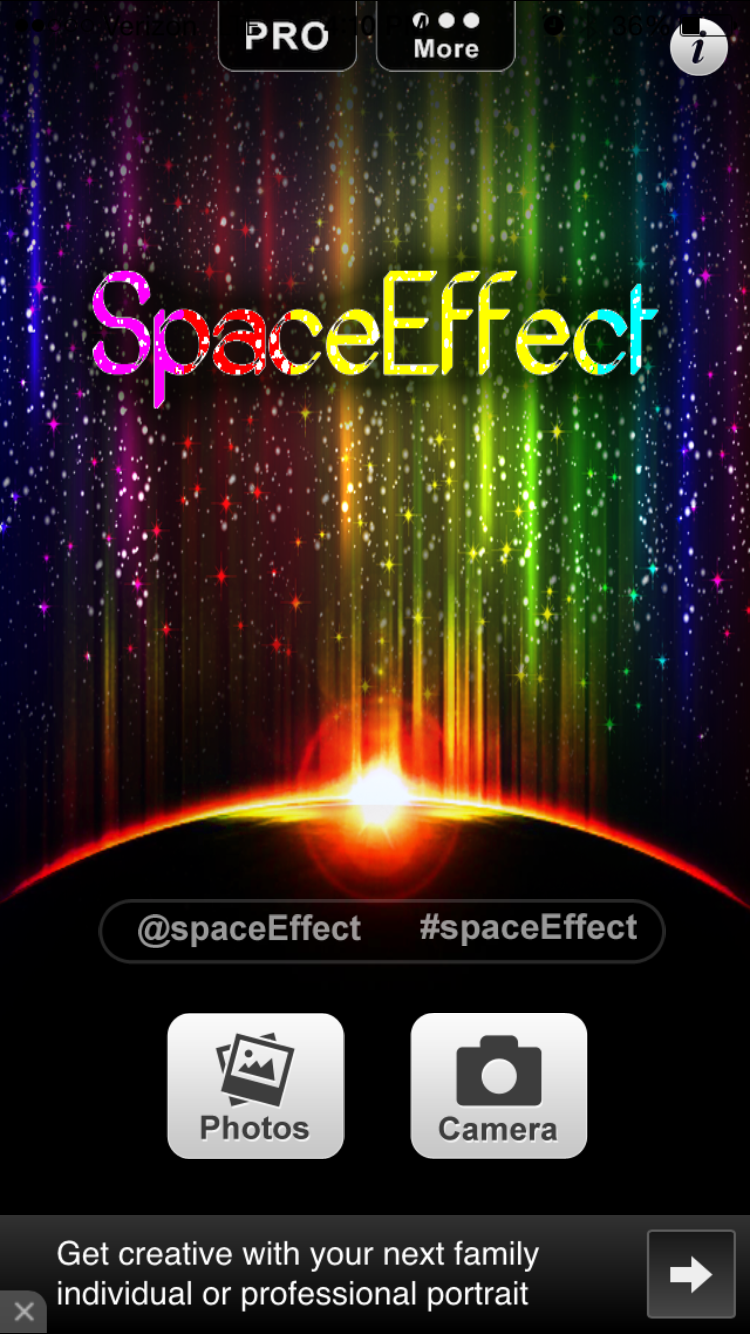 PRO
More
i
SpaceEffect
@spaceEffect #spaceEffect
Photos
Camera
Get creative with your next family
individual or professional portrait